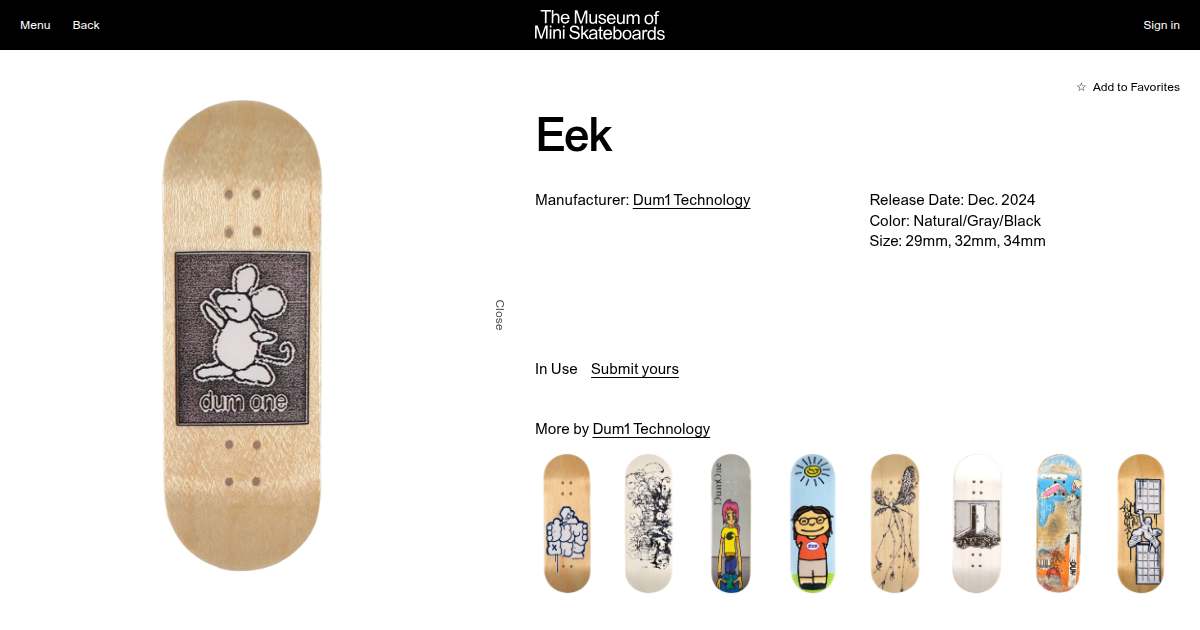 Menu
Back
The Museum of
Mini Skateboards
Sign in
☆ Add to Favorites
Eek
Manufacturer: Dum1 Technology
Release Date: Dec. 2024
Color: Natural/Gray/Black
Size: 29mm, 32mm, 34mm
dum one
Close
In Use Submit yours
More by Dum1 Technology
DumOne